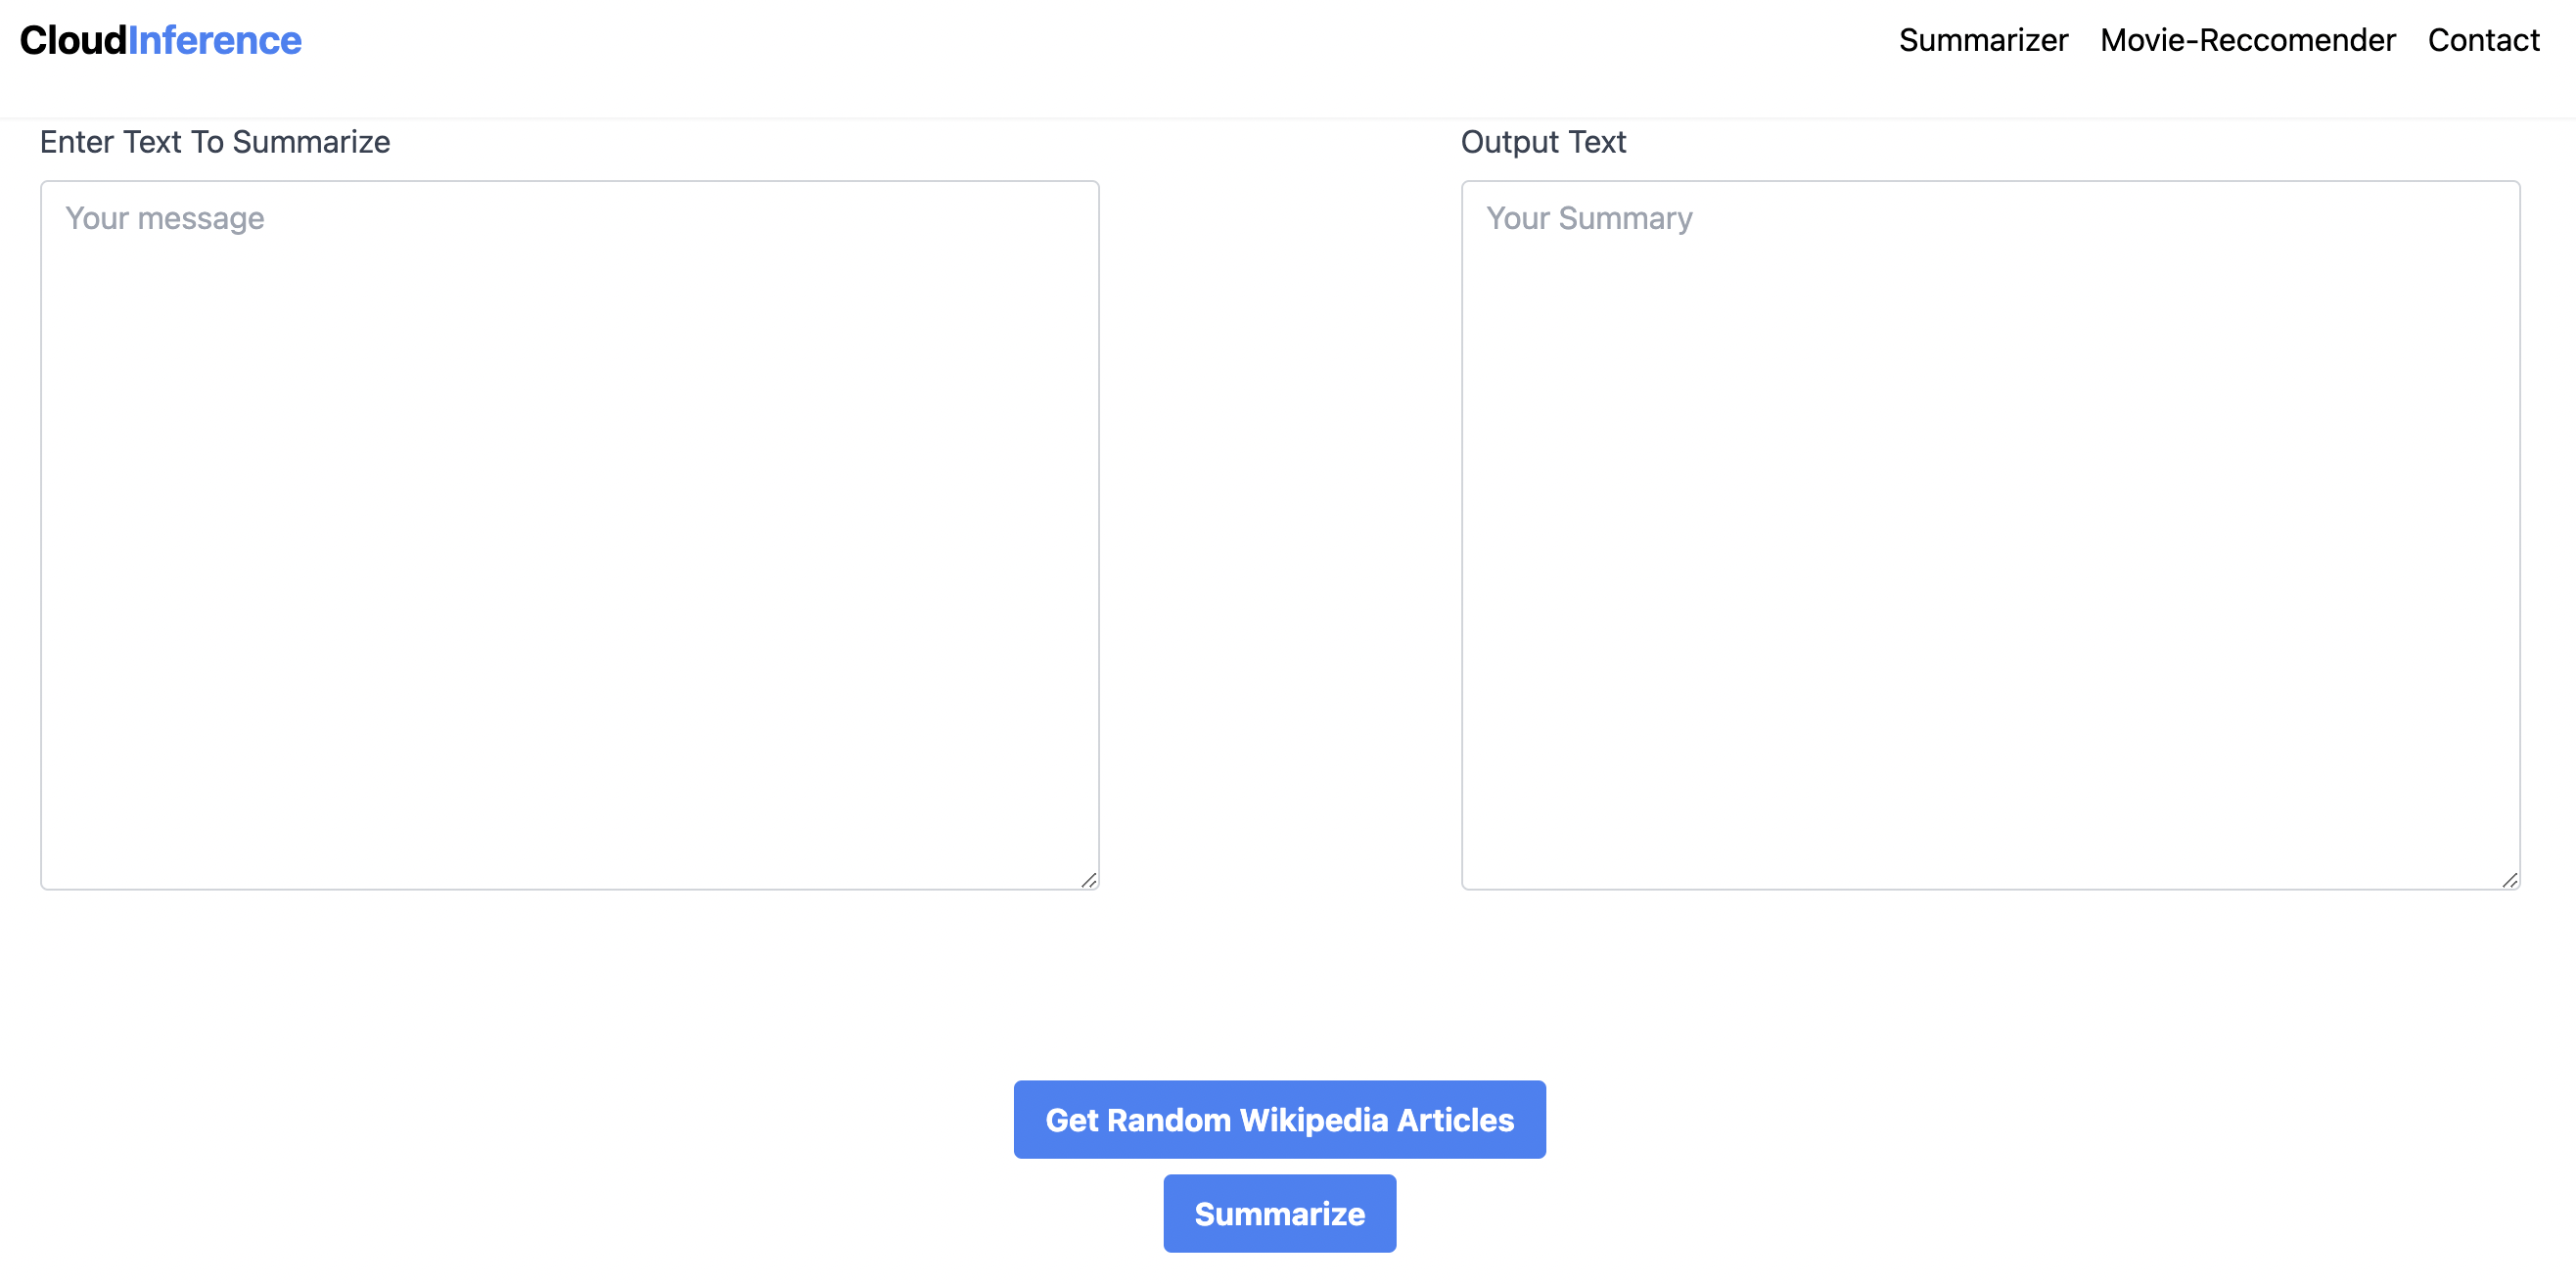 CloudInference
Summarizer Movie-Reccomender Contact
Enter Text To Summarize
Your message
Output Text
Your Summary
Get Random Wikipedia Articles
Summarize